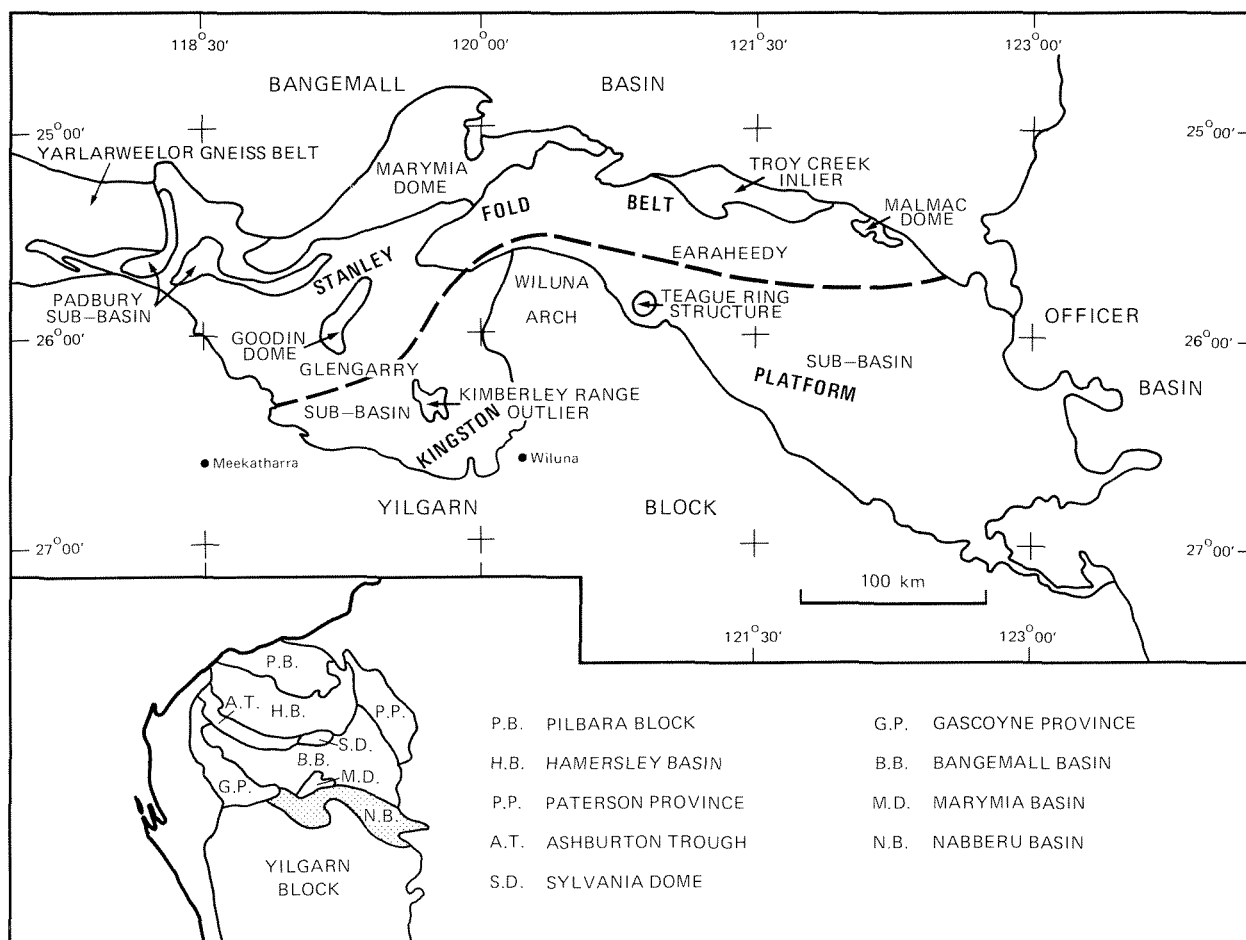 118°30′
120°00′
121°30′
123°00′
BANGEMALL BASIN
25°00′
25°00′
YARLARWEELOR GNEISS BELT
MARYMIA
DOME
TROY CREEK
INLIER
MALMAC
DOME
FOLD
BELT
STANLEY
EARAHEEDY
PADBURY
SUB–BASIN
WILUNA
ARCH
TEAGUE RING
STRUCTURE
GOODIN
DOME
26°00′
26°00′
OFFICER
BASIN
GLENGARRY
SUB–BASIN
SUB–BASIN
PLATFORM
KIMBERLEY RANGE
OUTLIER
KINGSTON
Meekatharra
Wiluna
YILGARN BLOCK
27°00′
27°00′
100 km
121°30′
123°00′
P.B.
A.T.
H.B.
P.P.
S.D.
B.B.
M.D.
G.P.
N.B.
YILGARN
BLOCK
P.B. PILBARA BLOCK
H.B. HAMERSLEY BASIN
P.P. PATERSON PROVINCE
A.T. ASHBURTON TROUGH
S.D. SYLVANIA DOME
G.P. GASCOYNE PROVINCE
B.B. BANGEMALL BASIN
M.D. MARYMIA BASIN
N.B. NABBERU BASIN